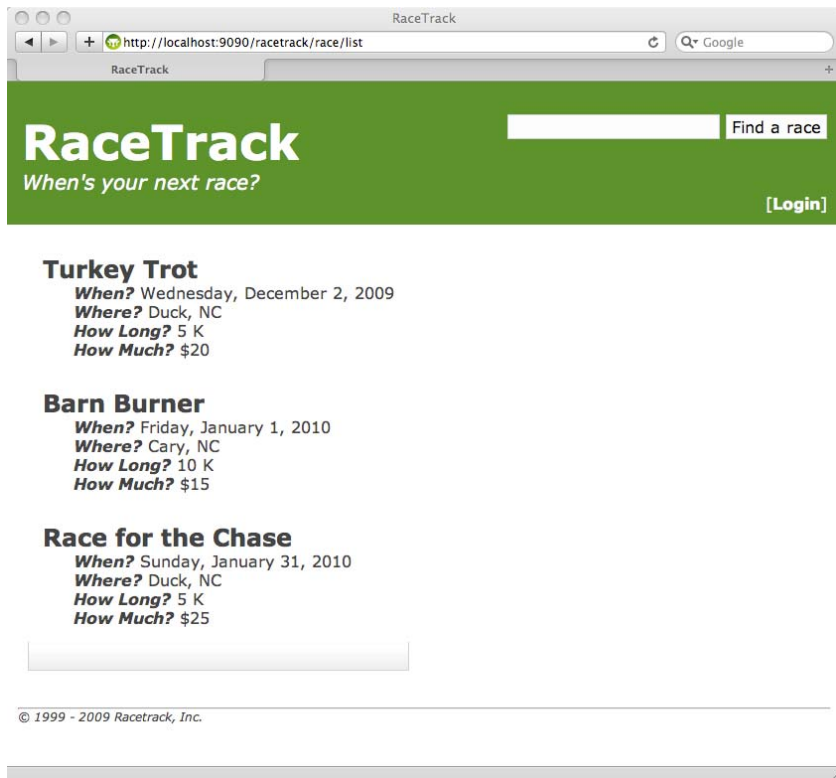 RaceTrack
http://localhost:9090/racetrack/race/list
Google
RaceTrack
RaceTrack
Find a race
When's your next race?
[Login]
Turkey Trot
When? Wednesday, December 2, 2009
Where? Duck, NC
How Long? 5 K
How Much? $20
Barn Burner
When? Friday, January 1, 2010
Where? Cary, NC
How Long? 10 K
How Much? $15
Race for the Chase
When? Sunday, January 31, 2010
Where? Duck, NC
How Long? 5 K
How Much? $25
© 1999 - 2009 Racetrack, Inc.